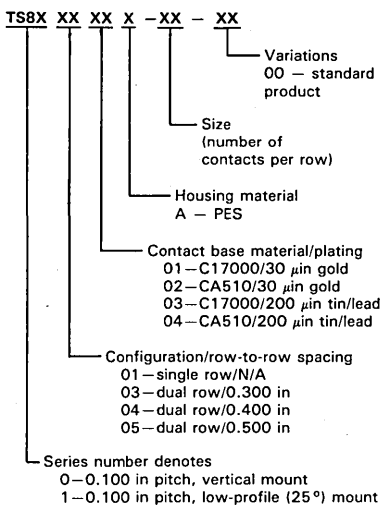 TS8X XX XX X -XX - XX
Variations
00 — standard
product
Size
(number of
contacts per row)
Housing material
A — PES
Contact base material/plating
01—C17000/30 μin gold
02—CA510/30 μin gold
03—C17000/200 μin tin/lead
04—CA510/200 μin tin/lead
Configuration/row-to-row spacing
01—single row/N/A
03—dual row/0.300 in
04—dual row/0.400 in
05—dual row/0.500 in
Series number denotes
0—0.100 in pitch, vertical mount
1—0.100 in pitch, low-profile (25°) mount